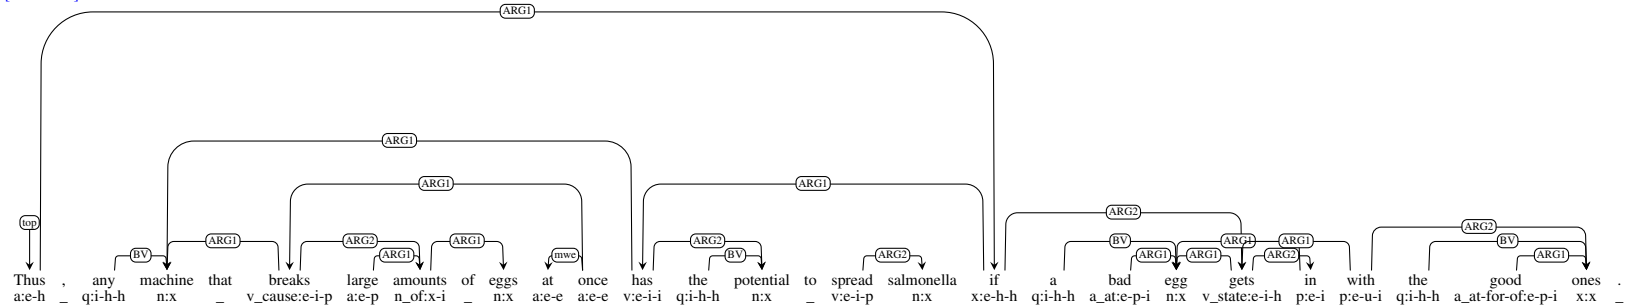 ARG1
ARG1
ARG1 ARG1
ARG2
ARG2
top
BV ARG1 ARG2 ARG1 ARG1 mwe ARG2 BV ARG2 BV ARG1 ARG1 ARG1 ARG2 ARG1 BV ARG1
Thus , any machine that breaks large amounts of eggs at once has the potential to spread salmonella if a bad egg gets in with the good ones .
a:e-h _ q:i-h-h n:x _ v_cause:e-i-p a:e-p n_of:x-i _ n:x a:e-e a:e-e v:e-i-i q:i-h-h n:x _ v:e-i-p n:x x:e-h-h q:i-h-h a_at:e-p-i n:x v_state:e-i-h p:e-i p:e-u-i q:i-h-h a_at-for-of:e-p-i x:x _